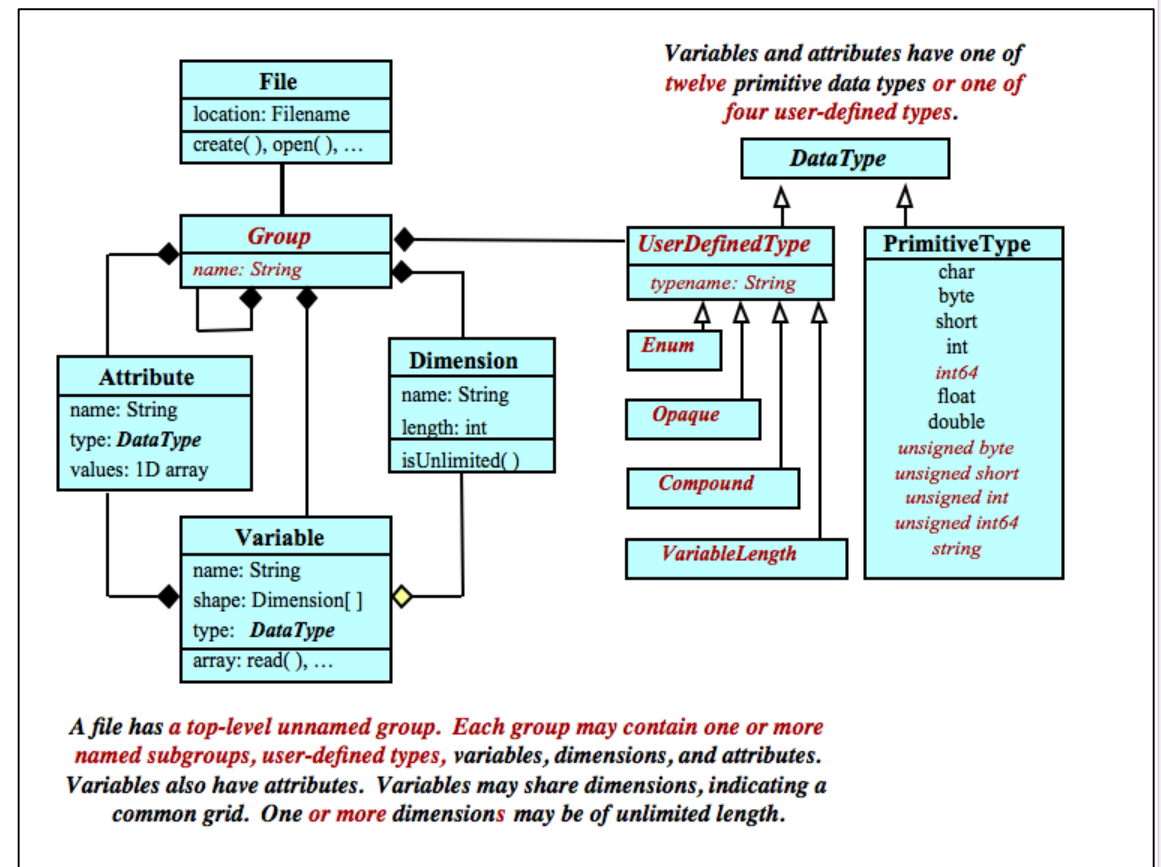 Variables and attributes have one of
twelve primitive data types or one of
four user-defined types.
File
location: Filename
create( ), open( ), …
DataType
Group
name: String
UserDefinedType
typename: String
PrimitiveType
char
byte
short
int
int64
float
double
unsigned byte
unsigned short
unsigned int
unsigned int64
string
Enum
Opaque
Compound
VariableLength
Attribute
name: String
type: DataType
values: 1D array
Dimension
name: String
length: int
isUnlimited( )
Variable
name: String
shape: Dimension[ ]
type: DataType
array: read( ), …
A file has a top-level unnamed group. Each group may contain one or more
named subgroups, user-defined types, variables, dimensions, and attributes.
Variables also have attributes. Variables may share dimensions, indicating a
common grid. One or more dimensions may be of unlimited length.